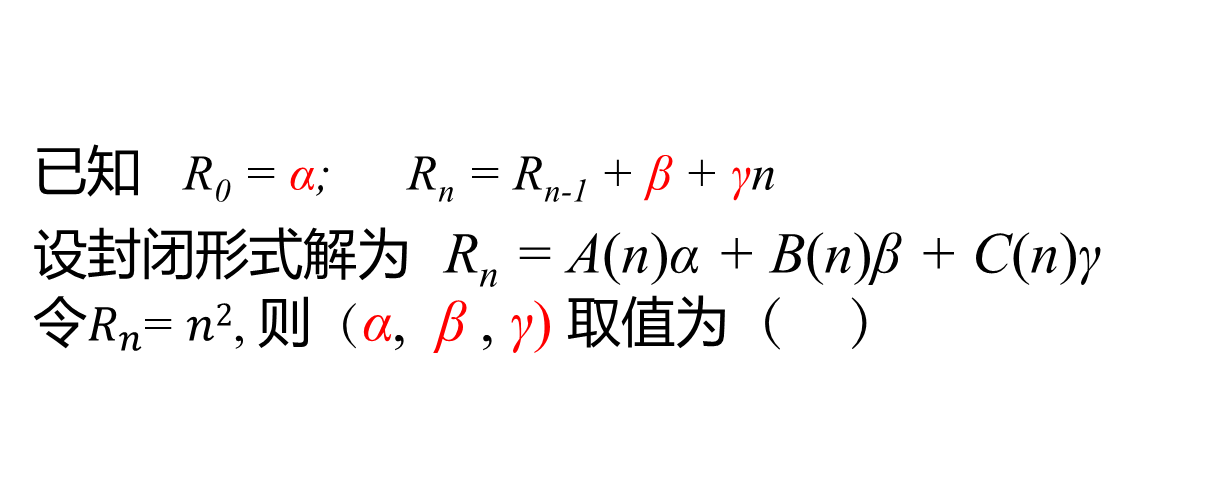 已知 R₀ = α; Rₙ = Rₙ₋₁ + β + γn
设封闭形式解为 Rₙ = A(n)α + B(n)β + C(n)γ
令Rₙ= n², 则（α, β , γ) 取值为（ ）